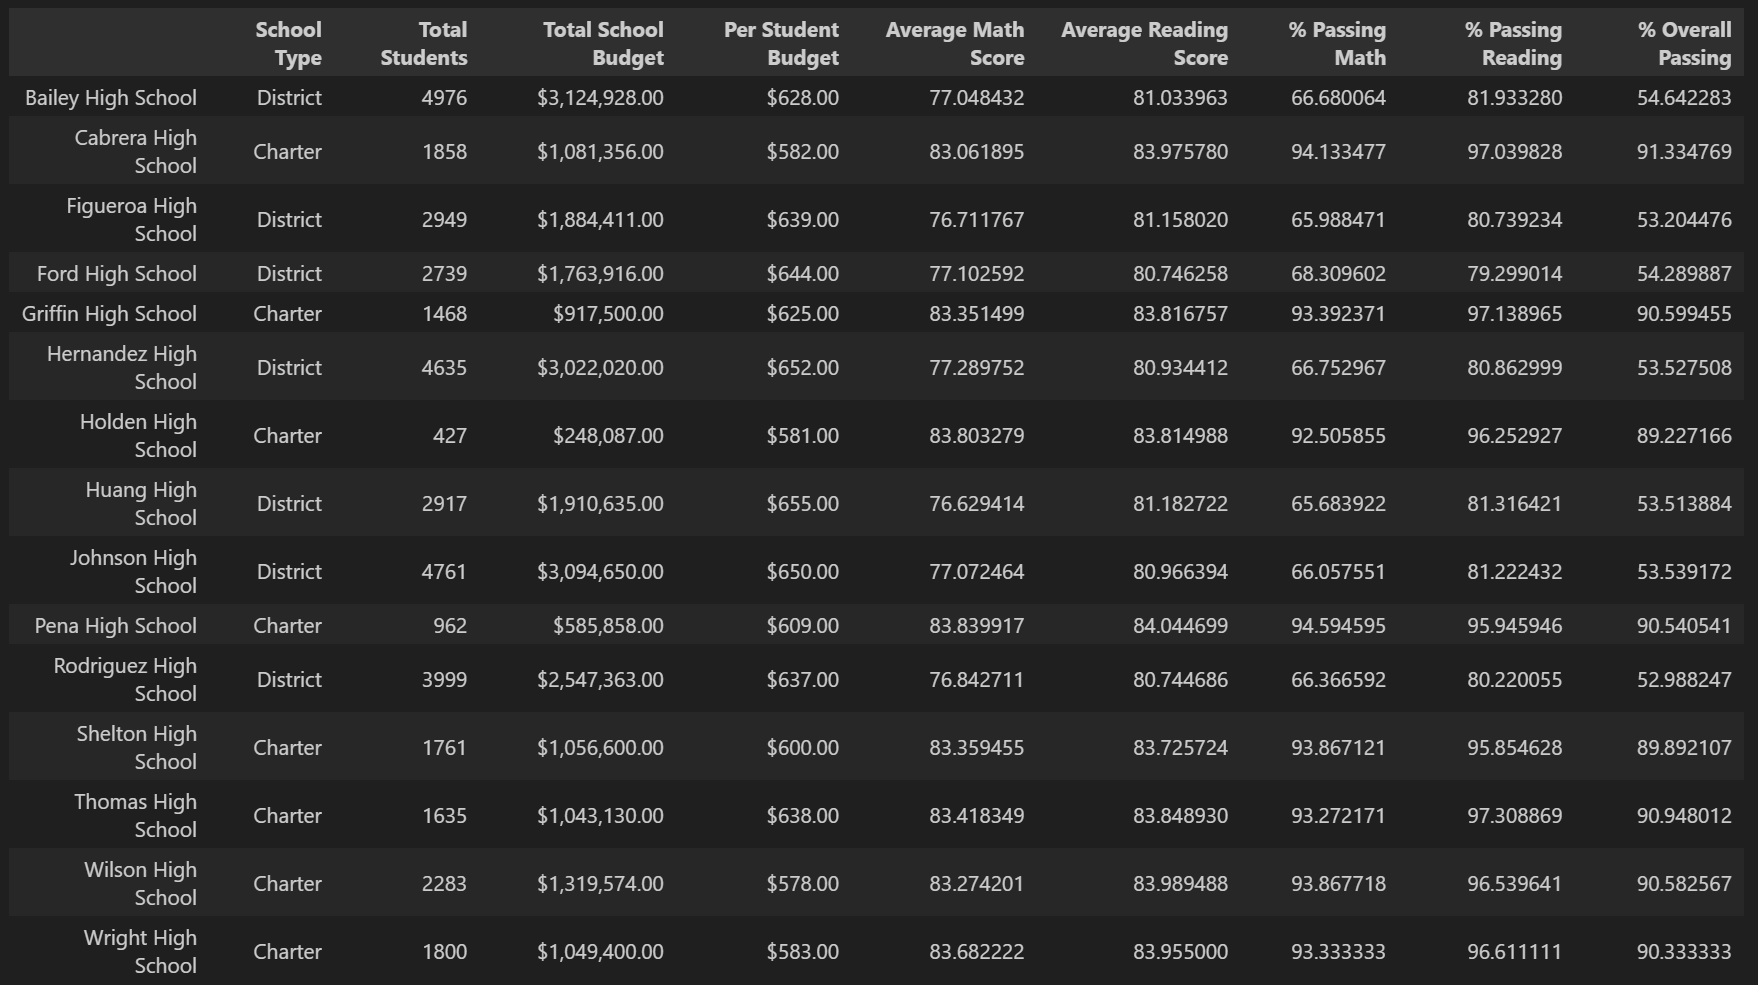 School Type Total Students Total School Budget Per Student Budget Average Math Score Average Reading Score % Passing Math % Passing Reading % Overall Passing
Bailey High School District 4976 $3,124,928.00 $628.00 77.048432 81.033963 66.680064 81.933280 54.642283
Cabrera High School Charter 1858 $1,081,356.00 $582.00 83.061895 83.975780 94.133477 97.039828 91.334769
Figueroa High School District 2949 $1,884,411.00 $639.00 76.711767 81.158020 65.988471 80.739234 53.204476
Ford High School District 2739 $1,763,916.00 $644.00 77.102592 80.746258 68.309602 79.299014 54.289887
Griffin High School Charter 1468 $917,500.00 $625.00 83.351499 83.816757 93.392371 97.138965 90.599455
Hernandez High School District 4635 $3,022,020.00 $652.00 77.289752 80.934412 66.752967 80.862999 53.527508
Holden High School Charter 427 $248,087.00 $581.00 83.803279 83.814988 92.505855 96.252927 89.227166
Huang High School District 2917 $1,910,635.00 $655.00 76.629414 81.182722 65.683922 81.316421 53.513884
Johnson High School District 4761 $3,094,650.00 $650.00 77.072464 80.966394 66.057551 81.222432 53.539172
Pena High School Charter 962 $585,858.00 $609.00 83.839917 84.044699 94.594595 95.945946 90.540541
Rodriguez High School District 3999 $2,547,363.00 $637.00 76.842711 80.744686 66.366592 80.220055 52.988247
Shelton High School Charter 1761 $1,056,600.00 $600.00 83.359455 83.725724 93.867121 95.854628 89.892107
Thomas High School Charter 1635 $1,043,130.00 $638.00 83.418349 83.848930 93.272171 97.308869 90.948012
Wilson High School Charter 2283 $1,319,574.00 $578.00 83.274201 83.989488 93.867718 96.539641 90.582567
Wright High School Charter 1800 $1,049,400.00 $583.00 83.682222 83.955000 93.333333 96.611111 90.333333